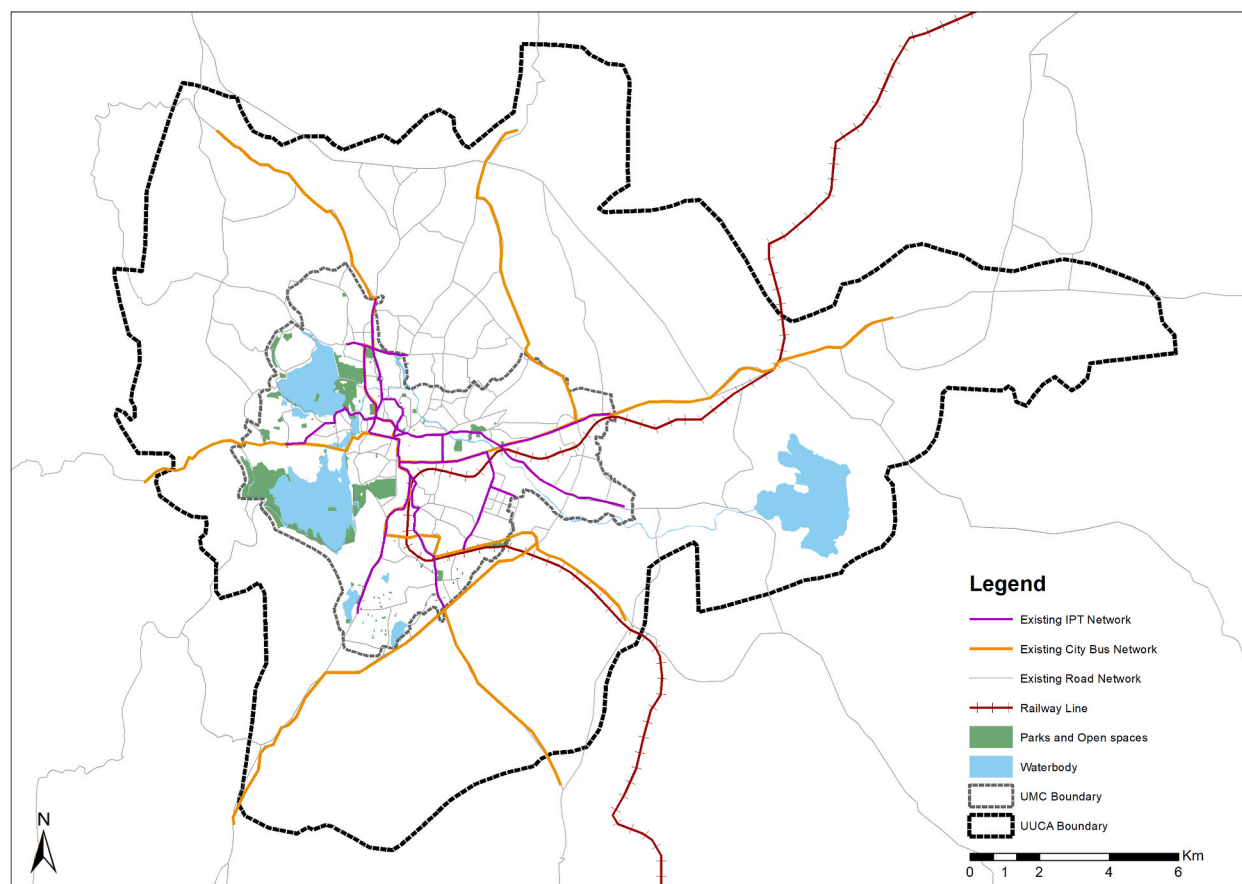 Legend
Existing IPT Network
Existing City Bus Network
Existing Road Network
Railway Line
Parks and Open spaces
Waterbody
UMC Boundary
UUCA Boundary
N
Km
0 1 2 4 6